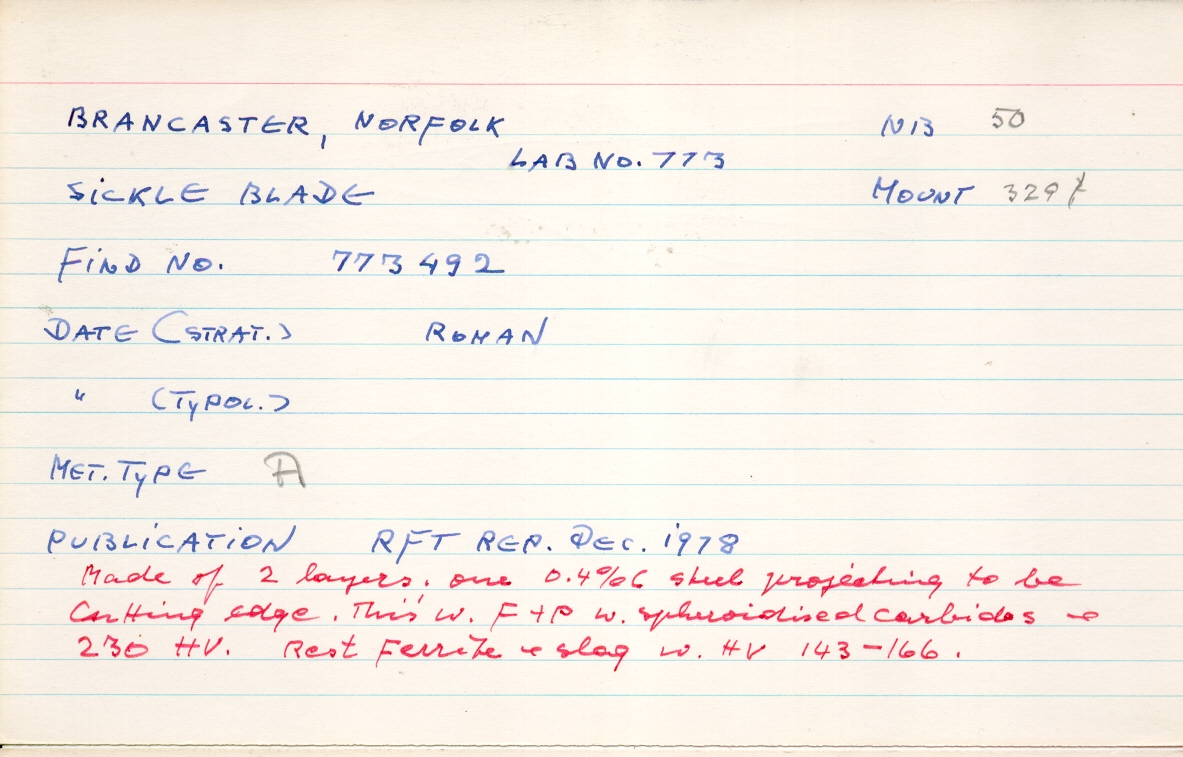 BRANCASTER, NORFOLK NB 50
LAB NO. 773
SICKLE BLADE MOUNT 329
FIND NO. 773492
DATE (STRAT.) ROMAN
" (TYPOL.)
MET. TYPE A
PUBLICATION RFT REP. DEC. 1978
Made of 2 layers, one 0.4%C steel projecting to be
cutting edge. This w. F+P w. spheroidised carbides &
230 HV. Rest Ferrite & slag w. HV 143-166.